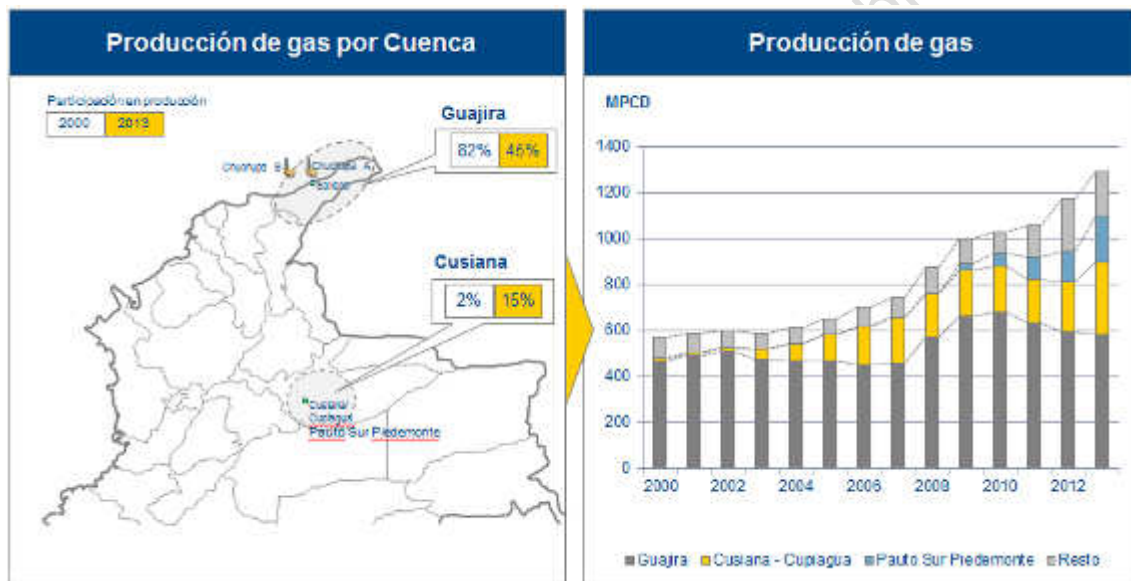 Producción de gas por Cuenca
Participación en producción
2000 2013
Guajira
82% 46%
Chuchupa B Chuchupa A
Ballenas
Cusiana
2% 15%
Cusiana/
Cupiagua
Pauto Sur Piedemonte
Producción de gas
MPCD
1400
1200
1000
800
600
400
200
0
2000 2002 2004 2006 2008 2010 2012
Guajira Cusiana - Cupiagua Pauto Sur Piedemonte Resto